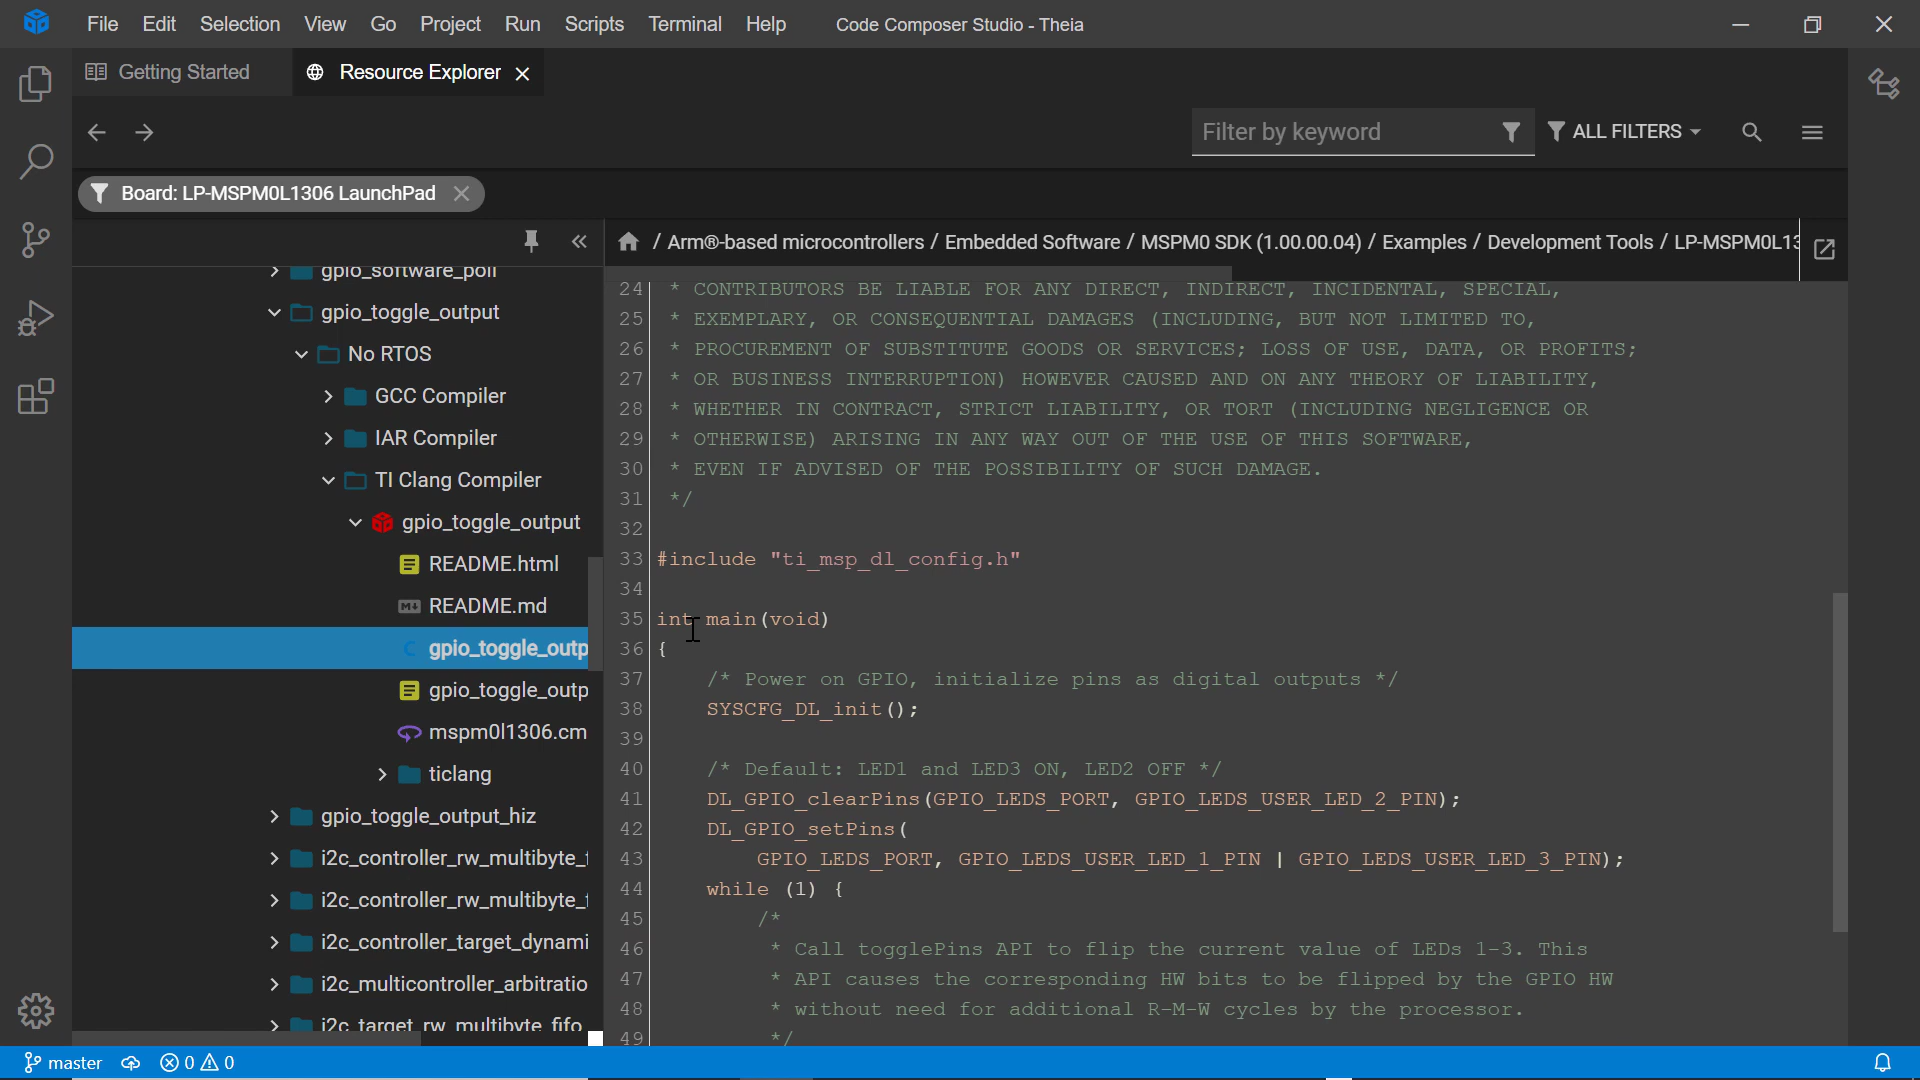 File Edit Selection View Go Project Run Scripts Terminal Help Code Composer Studio - Theia
Getting Started
Resource Explorer
Filter by keyword
ALL FILTERS
Board: LP-MSPM0L1306 LaunchPad
/ Arm®-based microcontrollers / Embedded Software / MSPM0 SDK (1.00.00.04) / Examples / Development Tools / LP-MSPM0L13
gpio_software_poll
gpio_toggle_output
No RTOS
GCC Compiler
IAR Compiler
TI Clang Compiler
gpio_toggle_output
README.html
M↓ README.md
C gpio_toggle_outp
gpio_toggle_outp
mspm0l1306.cm
ticlang
gpio_toggle_output_hiz
i2c_controller_rw_multibyte_f
i2c_controller_rw_multibyte_f
i2c_controller_target_dynami
i2c_multicontroller_arbitratio
i2c_target_rw_multibyte_fifo
24 * CONTRIBUTORS BE LIABLE FOR ANY DIRECT, INDIRECT, INCIDENTAL, SPECIAL,
25 * EXEMPLARY, OR CONSEQUENTIAL DAMAGES (INCLUDING, BUT NOT LIMITED TO,
26 * PROCUREMENT OF SUBSTITUTE GOODS OR SERVICES; LOSS OF USE, DATA, OR PROFITS;
27 * OR BUSINESS INTERRUPTION) HOWEVER CAUSED AND ON ANY THEORY OF LIABILITY,
28 * WHETHER IN CONTRACT, STRICT LIABILITY, OR TORT (INCLUDING NEGLIGENCE OR
29 * OTHERWISE) ARISING IN ANY WAY OUT OF THE USE OF THIS SOFTWARE,
30 * EVEN IF ADVISED OF THE POSSIBILITY OF SUCH DAMAGE.
31 */
32
33 #include "ti_msp_dl_config.h"
34
35 int main(void)
36 {
37 /* Power on GPIO, initialize pins as digital outputs */
38 SYSCFG_DL_init();
39
40 /* Default: LED1 and LED3 ON, LED2 OFF */
41 DL_GPIO_clearPins(GPIO_LEDS_PORT, GPIO_LEDS_USER_LED_2_PIN);
42 DL_GPIO_setPins(
43 GPIO_LEDS_PORT, GPIO_LEDS_USER_LED_1_PIN | GPIO_LEDS_USER_LED_3_PIN);
44 while (1) {
45 /*
46 * Call togglePins API to flip the current value of LEDs 1-3. This
47 * API causes the corresponding HW bits to be flipped by the GPIO HW
48 * without need for additional R-M-W cycles by the processor.
49 */
master 0 0